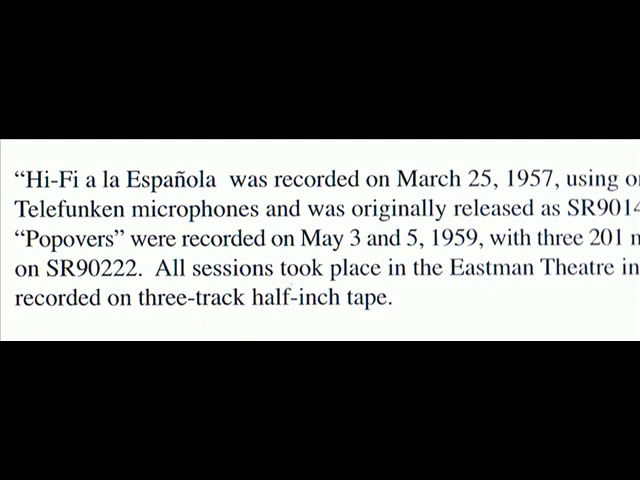 “Hi-Fi a la Española was recorded on March 25, 1957, using
Telefunken microphones and was originally released as
“Popovers” were recorded on May 3 and 5, 1959, with three 201
on SR90222. All sessions took place in the Eastman Theatre in
recorded on three-track half-inch tape.